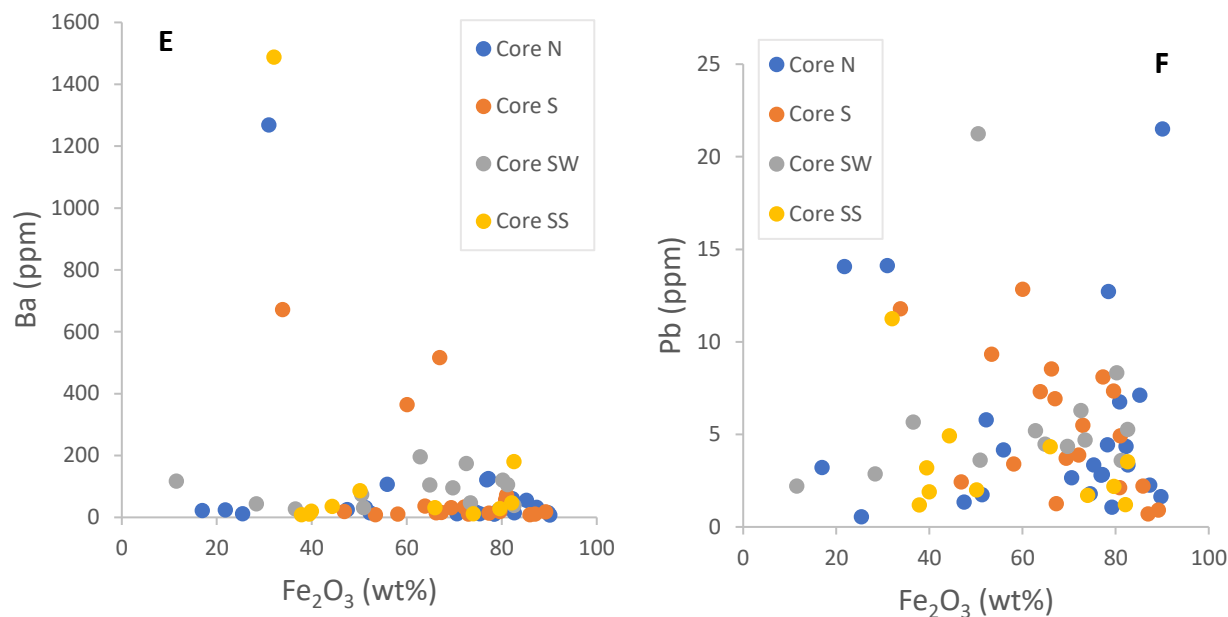 E
Core N
Core S
Core SW
Core SS
1600
1400
1200
1000
800
600
400
200
0
0 20 40 60 80 100
Ba (ppm)
Fe₂O₃ (wt%)
F
Core N
Core S
Core SW
Core SS
25
20
15
10
5
0
0 20 40 60 80 100
Pb (ppm)
Fe₂O₃ (wt%)